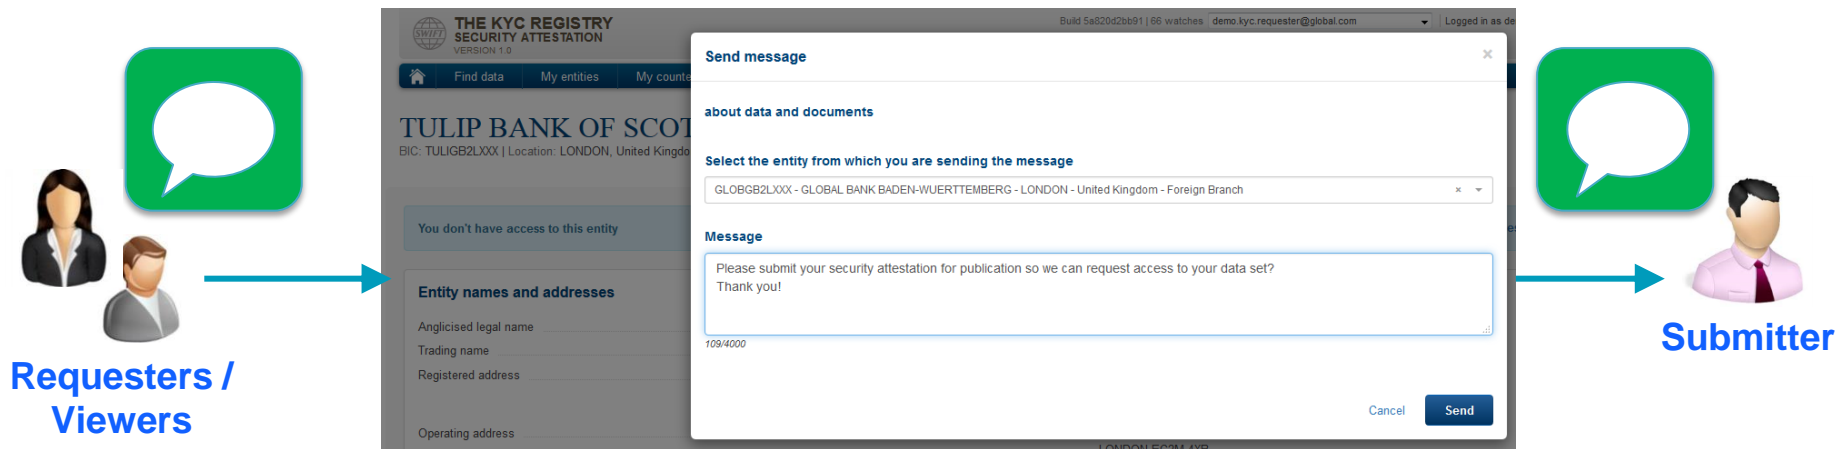 SWIFT
THE KYC REGISTRY
SECURITY ATTESTATION
VERSION 1.0
Build 5a820d2bb91 | 66 watches demo.kyc.requester@global.com Logged in as
Find data My entities My
TULIP BANK OF
BIC: TULIGB2LXXX | Location: LONDON, United
You don't have access to this entity
Entity names and addresses
Anglicised legal name
Trading name
Registered address
Operating address
Send message
×
about data and documents
Select the entity from which you are sending the message
GLOBGB2LXXX - GLOBAL BANK BADEN-WUERTTEMBERG - LONDON - United Kingdom - Foreign Branch ×
Message
Please submit your security attestation for publication so we can request access to your data set?
Thank you!
109/4000
Cancel Send
Requesters /
Viewers
Submitter